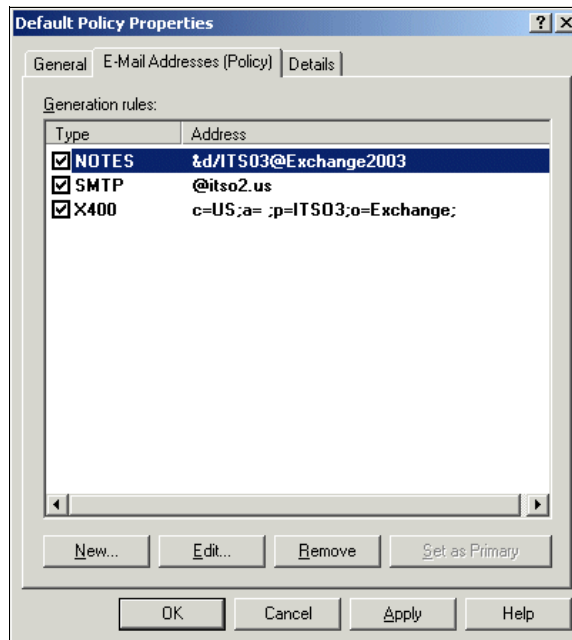 Default Policy Properties
General E-Mail Addresses (Policy) Details
Generation rules:
Type Address
NOTES &d/ITSO3@Exchange2003
SMTP @itso2.us
X400 c=US;a= ;p=ITSO3;o=Exchange;
New... Edit... Remove Set as Primary
OK Cancel Apply Help